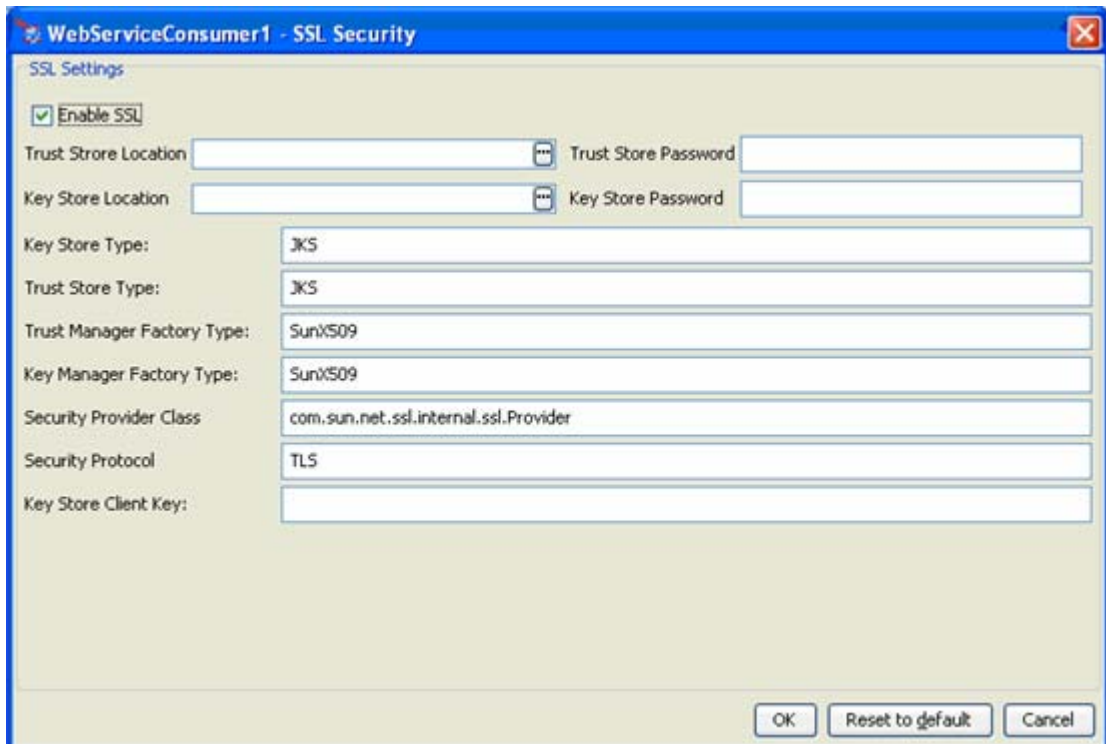 WebServiceConsumer1 - SSL Security
SSL Settings
Enable SSL
Trust Strore Location Trust Store Password
Key Store Location Key Store Password
Key Store Type: JKS
Trust Store Type: JKS
Trust Manager Factory Type: SunX509
Key Manager Factory Type: SunX509
Security Provider Class com.sun.net.ssl.internal.ssl.Provider
Security Protocol TLS
Key Store Client Key:
OK Reset to default Cancel